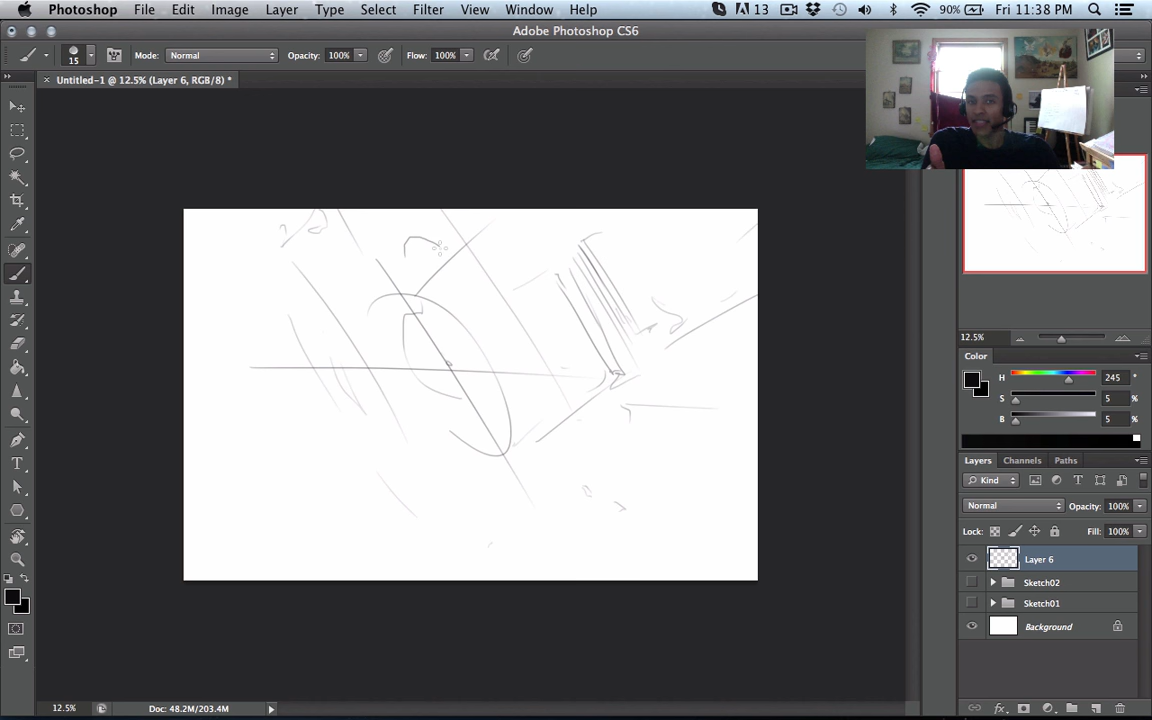 Photoshop File Edit Image Layer Type Select Filter View Window Help 13 90% Fri 11:38 PM
Adobe Photoshop CS6
15 Mode: Normal Opacity: 100% Flow: 100%
× Untitled-1 @ 12.5% (Layer 6, RGB/8) *
12.5%
Color
H 245 °
S 5 %
B 5 %
Layers Channels Paths
Kind
Normal Opacity: 100%
Lock: Fill: 100%
Layer 6
Sketch02
Sketch01
Background
12.5% Doc: 48.2M/203.4M
fx